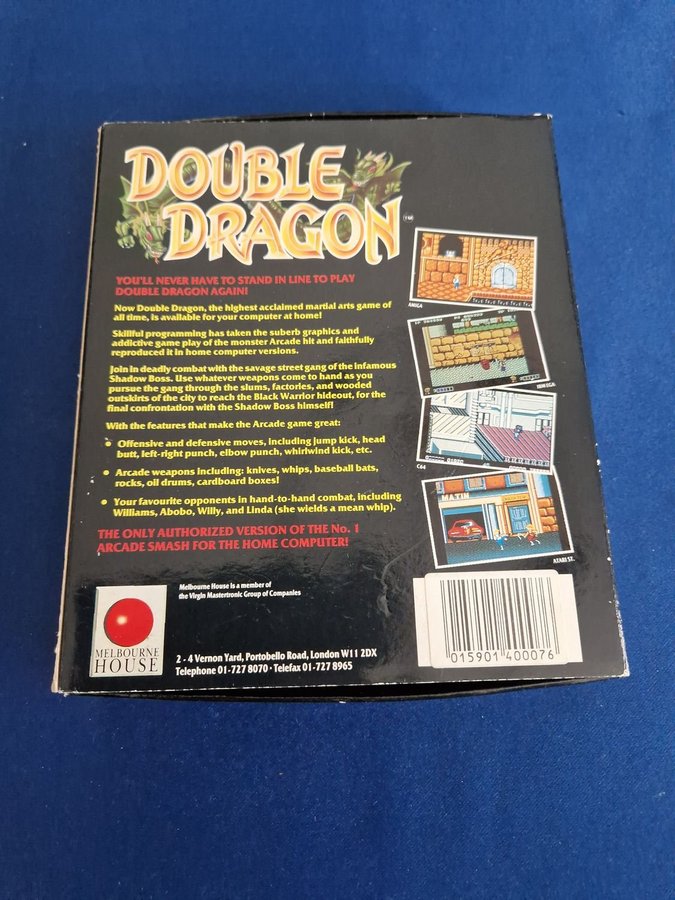 DOUBLE
DRAGON™
YOU'LL NEVER HAVE TO STAND IN LINE TO PLAY
DOUBLE DRAGON AGAIN!
Now Double Dragon, the highest acclaimed martial arts game of
all time, is available for your computer at home!
Skillful programming has taken the suberb graphics and
addictive game play of the monster Arcade hit and faithfully
reproduced it in home computer versions.
Join in deadly combat with the savage street gang of the infamous
Shadow Boss. Use whatever weapons come to hand as you
pursue the gang through the slums, factories, and wooded
outskirts of the city to reach the Black Warrior hideout, for the
final confrontation with the Shadow Boss himself!
With the features that make the Arcade game great:
• Offensive and defensive moves, including jump kick, head
butt, left-right punch, elbow punch, whirlwind kick, etc.
• Arcade weapons including: knives, whips, baseball bats,
rocks, oil drums, cardboard boxes!
• Your favourite opponents in hand-to-hand combat, including
Williams, Abobo, Willy, and Linda (she wields a mean whip).
THE ONLY AUTHORIZED VERSION OF THE No. 1
ARCADE SMASH FOR THE HOME COMPUTER!
AMIGA
IBM EGA
C64
MAXIM
ATARI ST.
MELBOURNE
HOUSE
Melbourne House is a member of
the Virgin Mastertronic Group of Companies
2 - 4 Vernon Yard, Portobello Road, London W11 2DX
Telephone 01-727 8070 · Telefax 01-727 8965
015901 400076